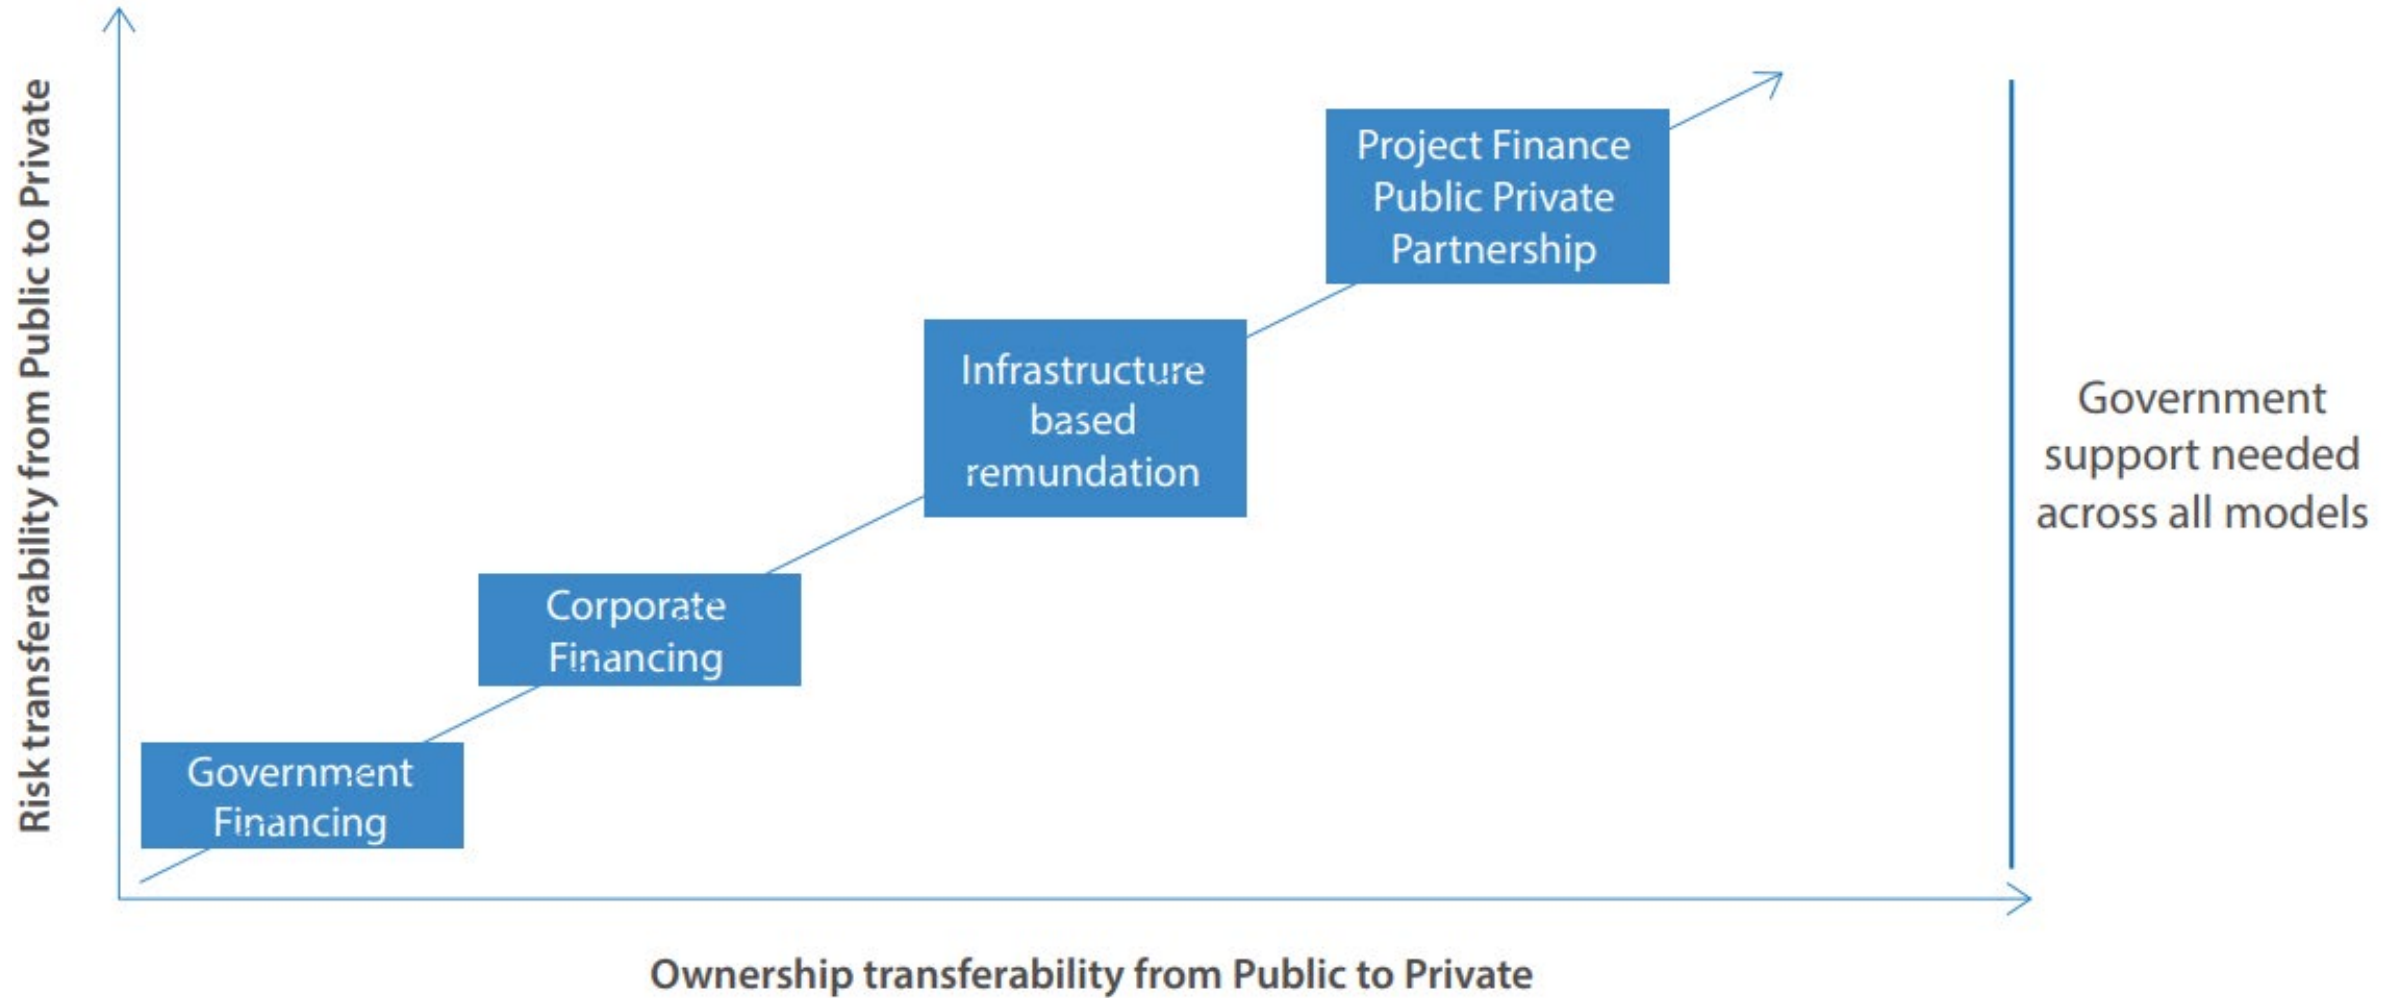 Risk transferability from Public to Private
Project Finance
Public Private
Partnership
Infrastructure
based
remundation
Corporate
Financing
Government
Financing
Government
support needed
across all models
Ownership transferability from Public to Private